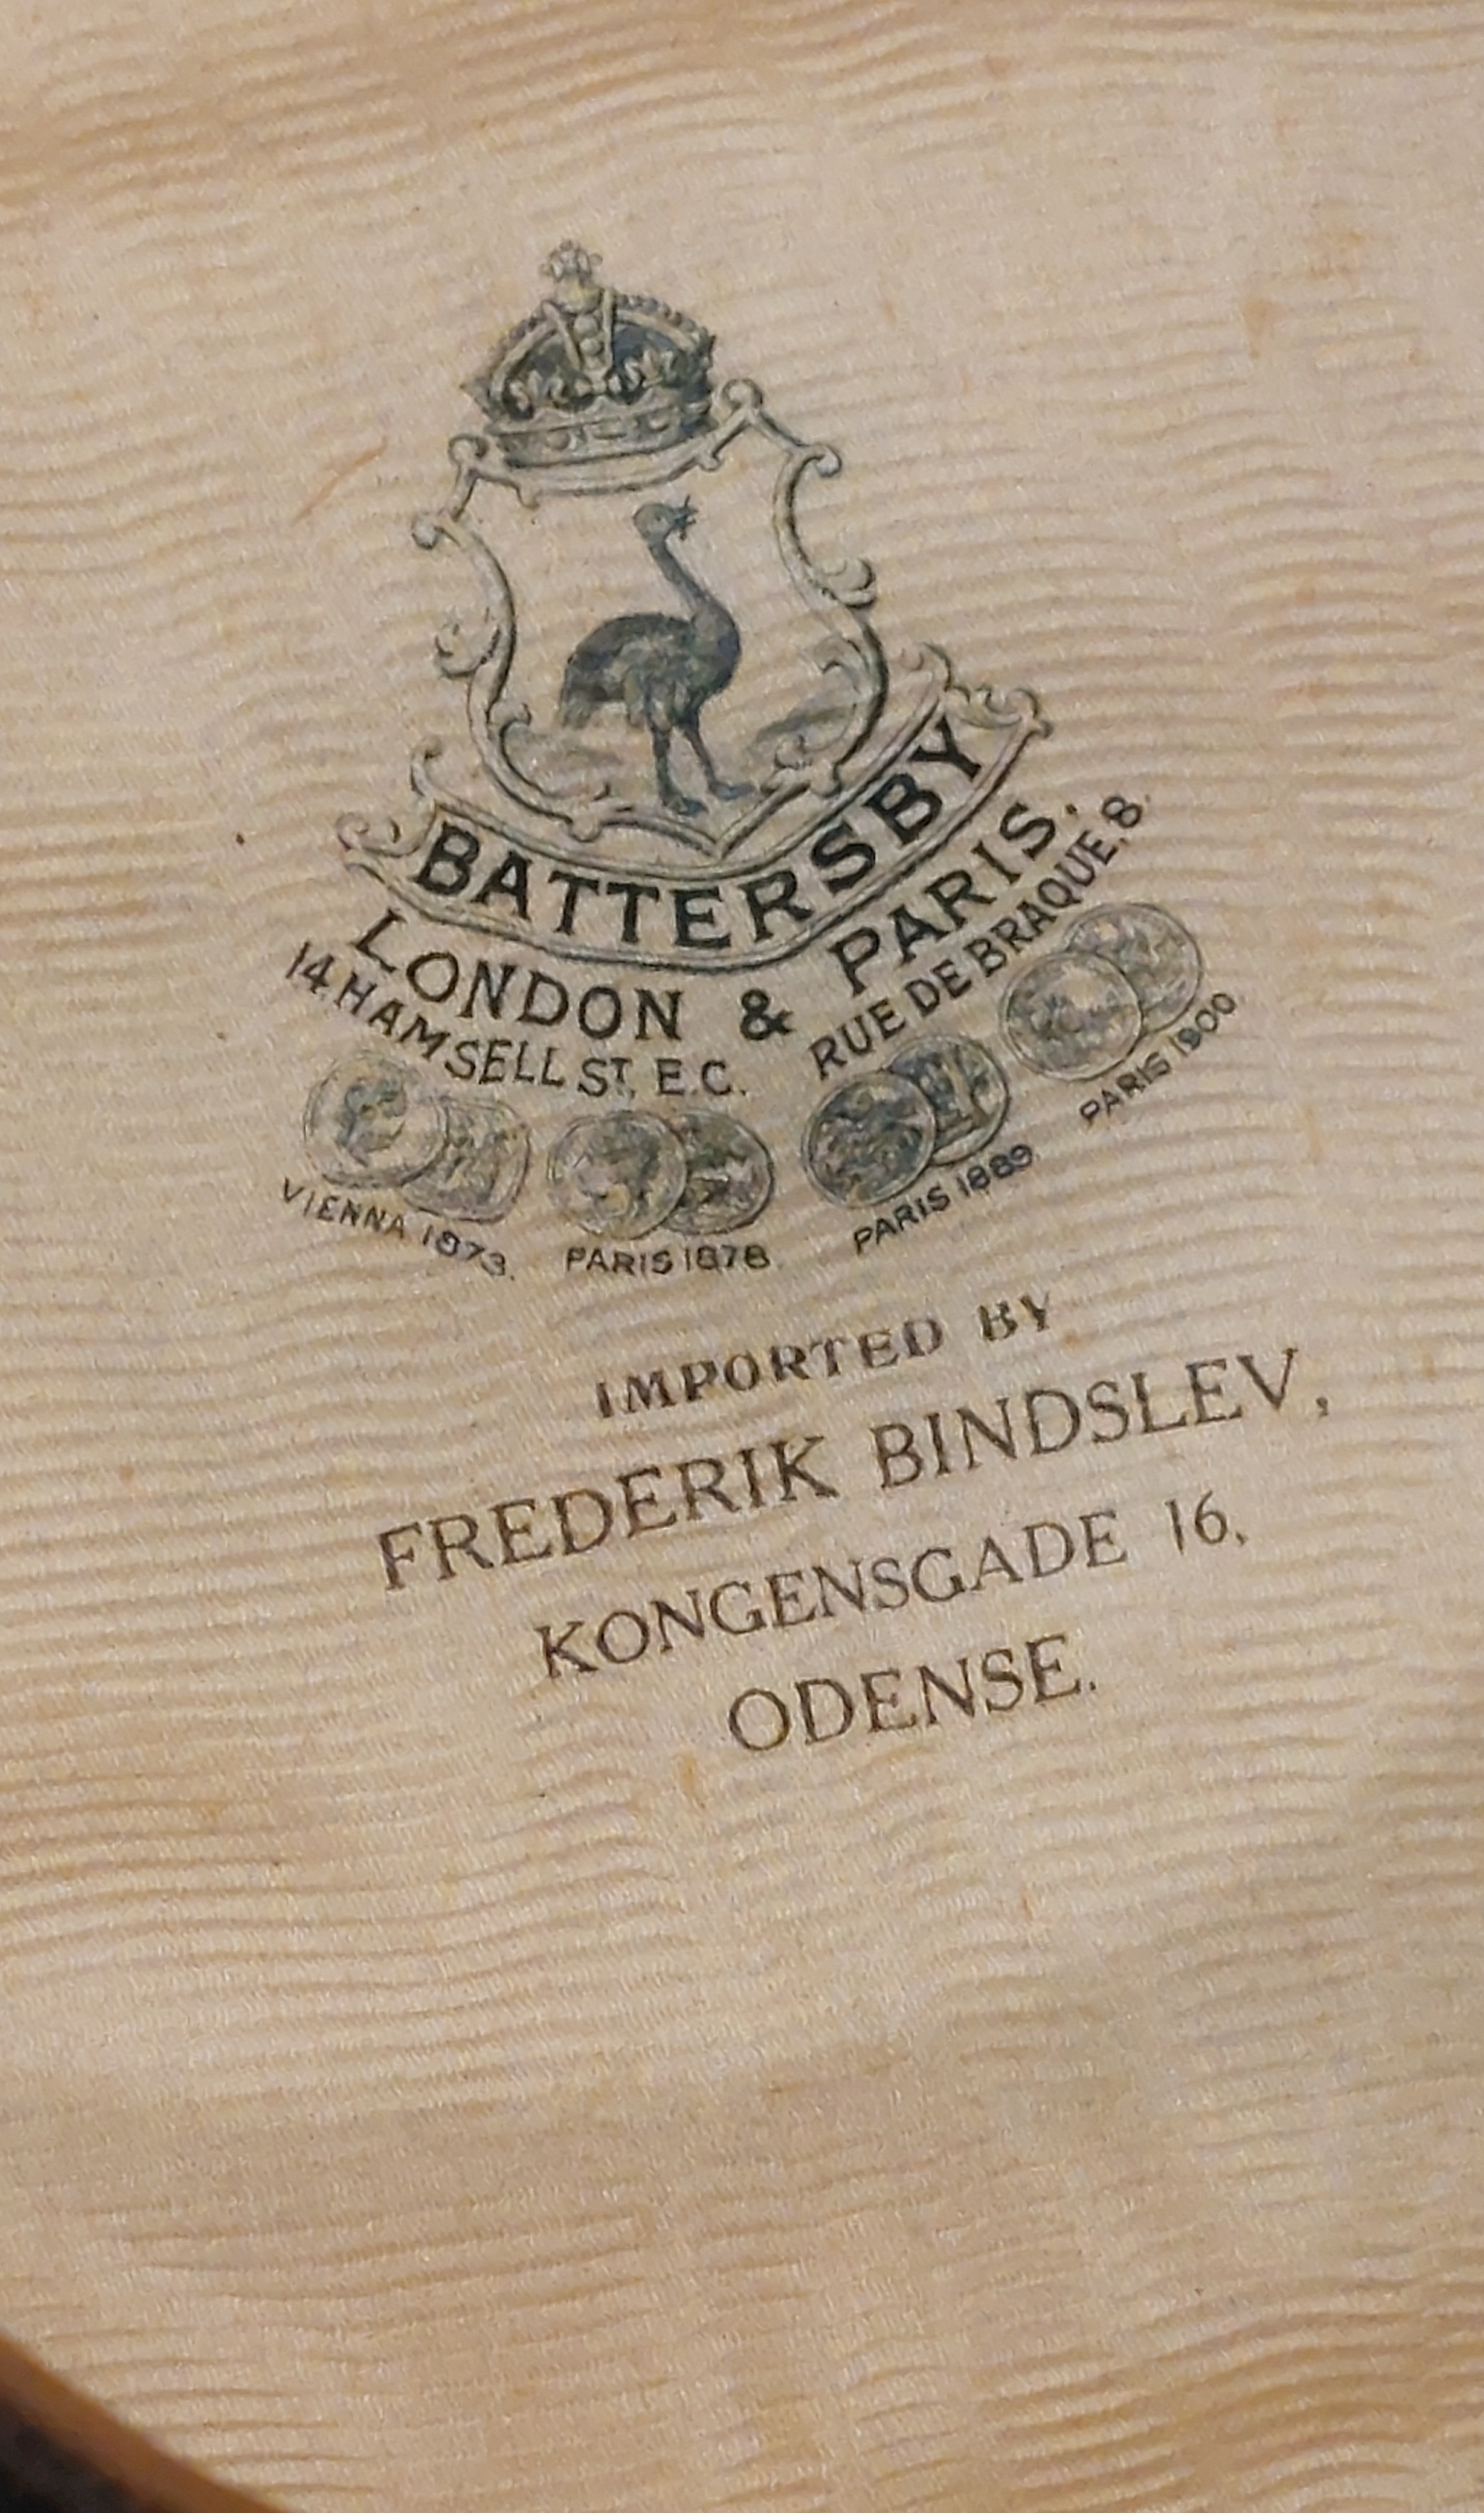 BATTERSBY
LONDON & PARIS.
14 HAMSELL ST. E.C. RUE DE BRAQUE. 8.
VIENNA 1873. PARIS 1878 PARIS 1889 PARIS 1900
IMPORTED BY
FREDERIK BINDSLEV,
KONGENSGADE 16,
ODENSE.